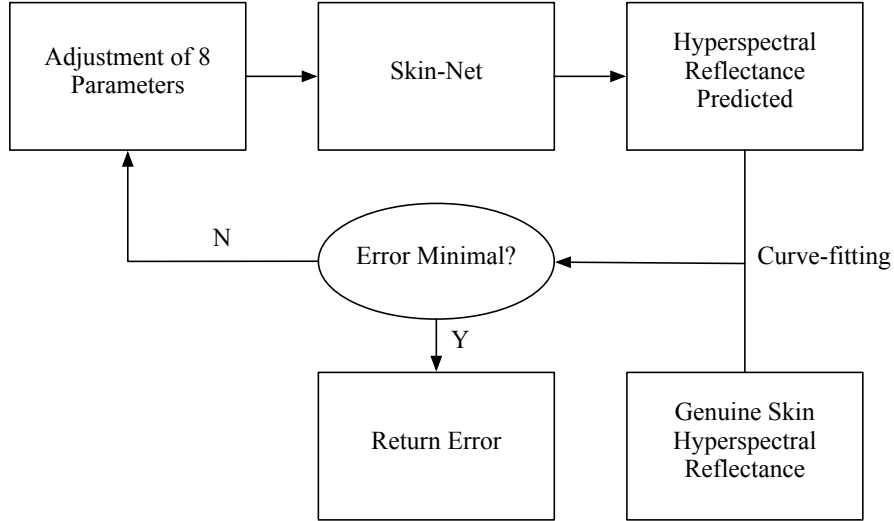 Adjustment of 8
Parameters
Skin-Net
Hyperspectral
Reflectance
Predicted
N
Error Minimal?
Curve-fitting
Y
Return Error
Genuine Skin
Hyperspectral
Reflectance